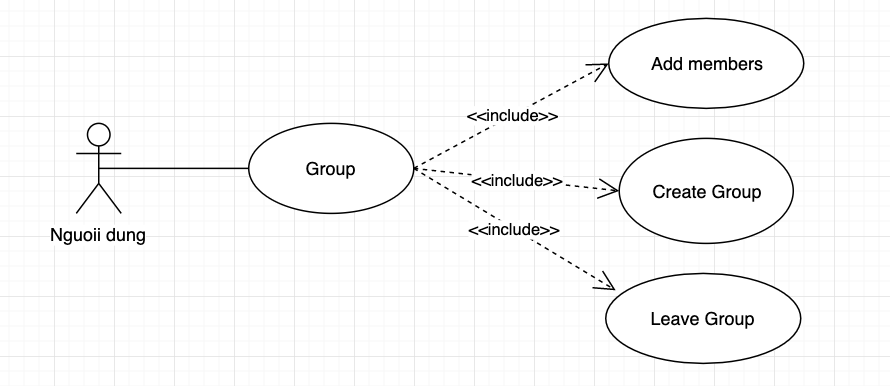 Add members
<<include>>
Group
<<include>>
Create Group
Nguoii dung
<<include>>
Leave Group